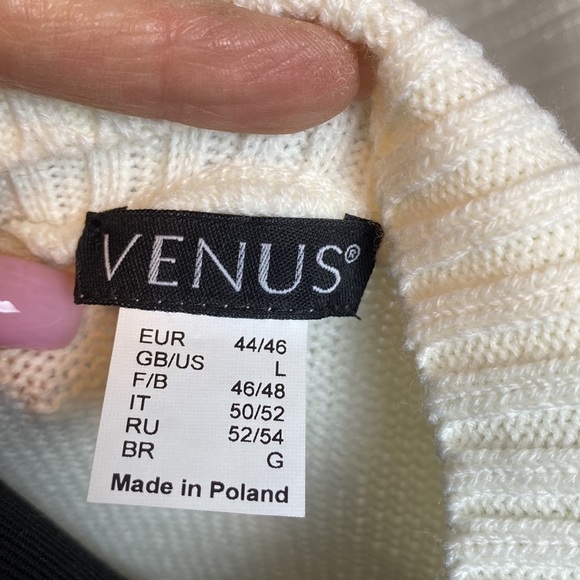 VENUS®
EUR 44/46
GB/US L
F/B 46/48
IT 50/52
RU 52/54
BR G
Made in Poland